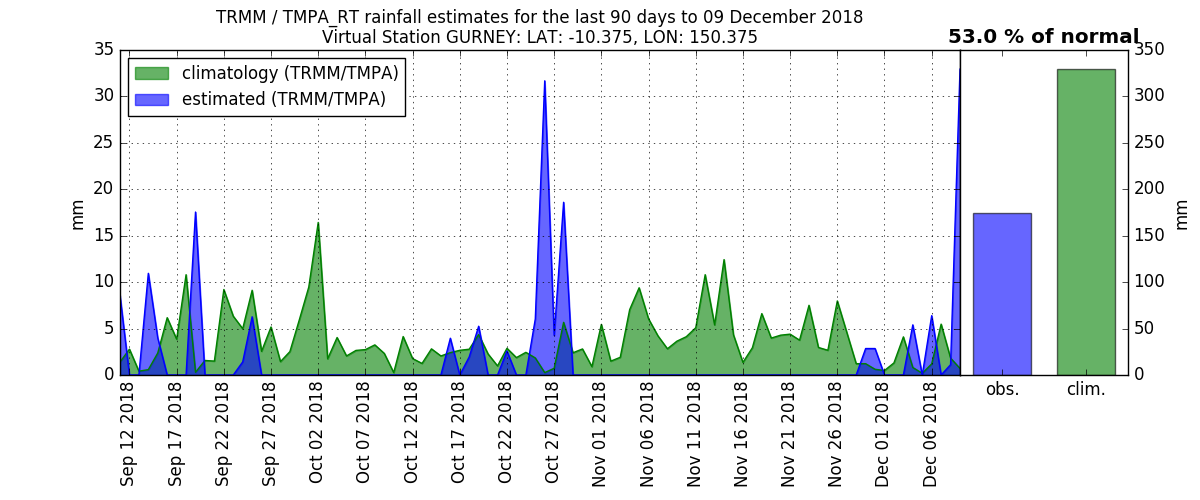 TRMM / TMPA_RT rainfall estimates for the last 90 days to 09 December 2018
Virtual Station GURNEY: LAT: -10.375, LON: 150.375
53.0 % of normal
climatology (TRMM/TMPA)
estimated (TRMM/TMPA)
35
30
25
20
15
10
5
0
mm
Sep 12 2018
Sep 17 2018
Sep 22 2018
Sep 27 2018
Oct 02 2018
Oct 07 2018
Oct 12 2018
Oct 17 2018
Oct 22 2018
Oct 27 2018
Nov 01 2018
Nov 06 2018
Nov 11 2018
Nov 16 2018
Nov 21 2018
Nov 26 2018
Dec 01 2018
Dec 06 2018
obs.
clim.
350
300
250
200
150
100
50
0
mm